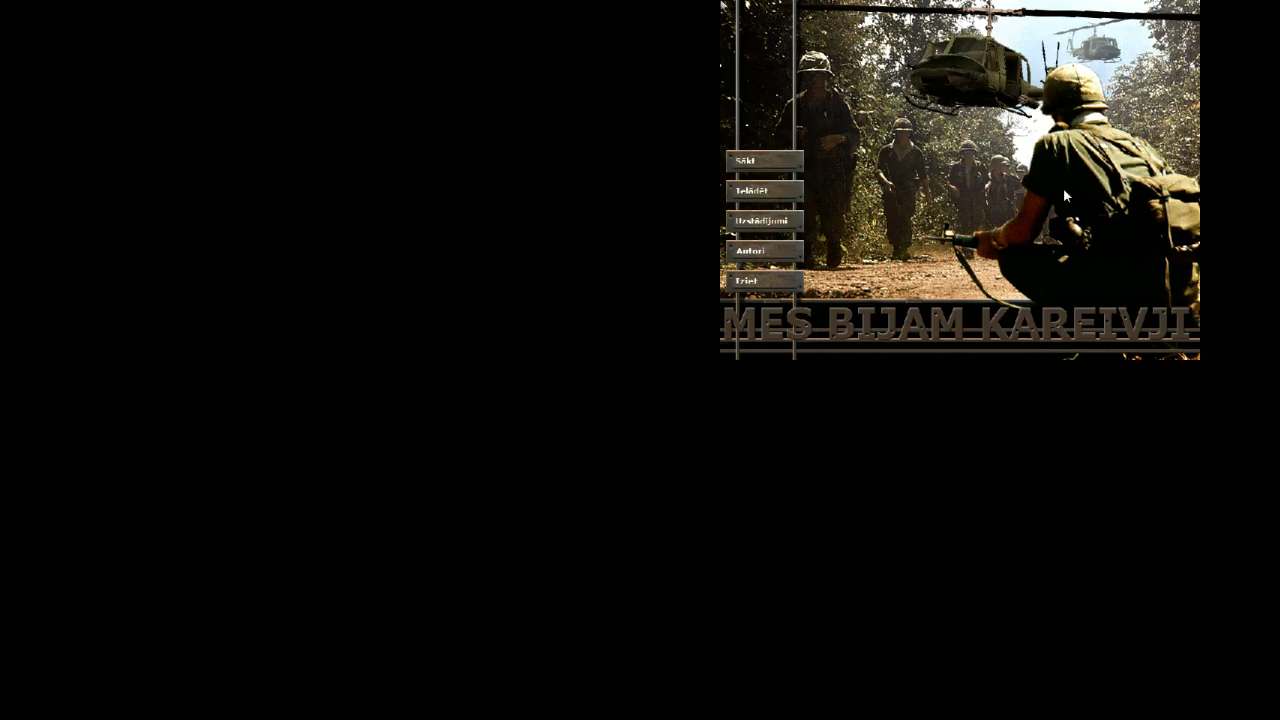 Sākt
Ielādēt
Uzstādījumi
Autori
Iziet
MES BIJAM KAREIVJI